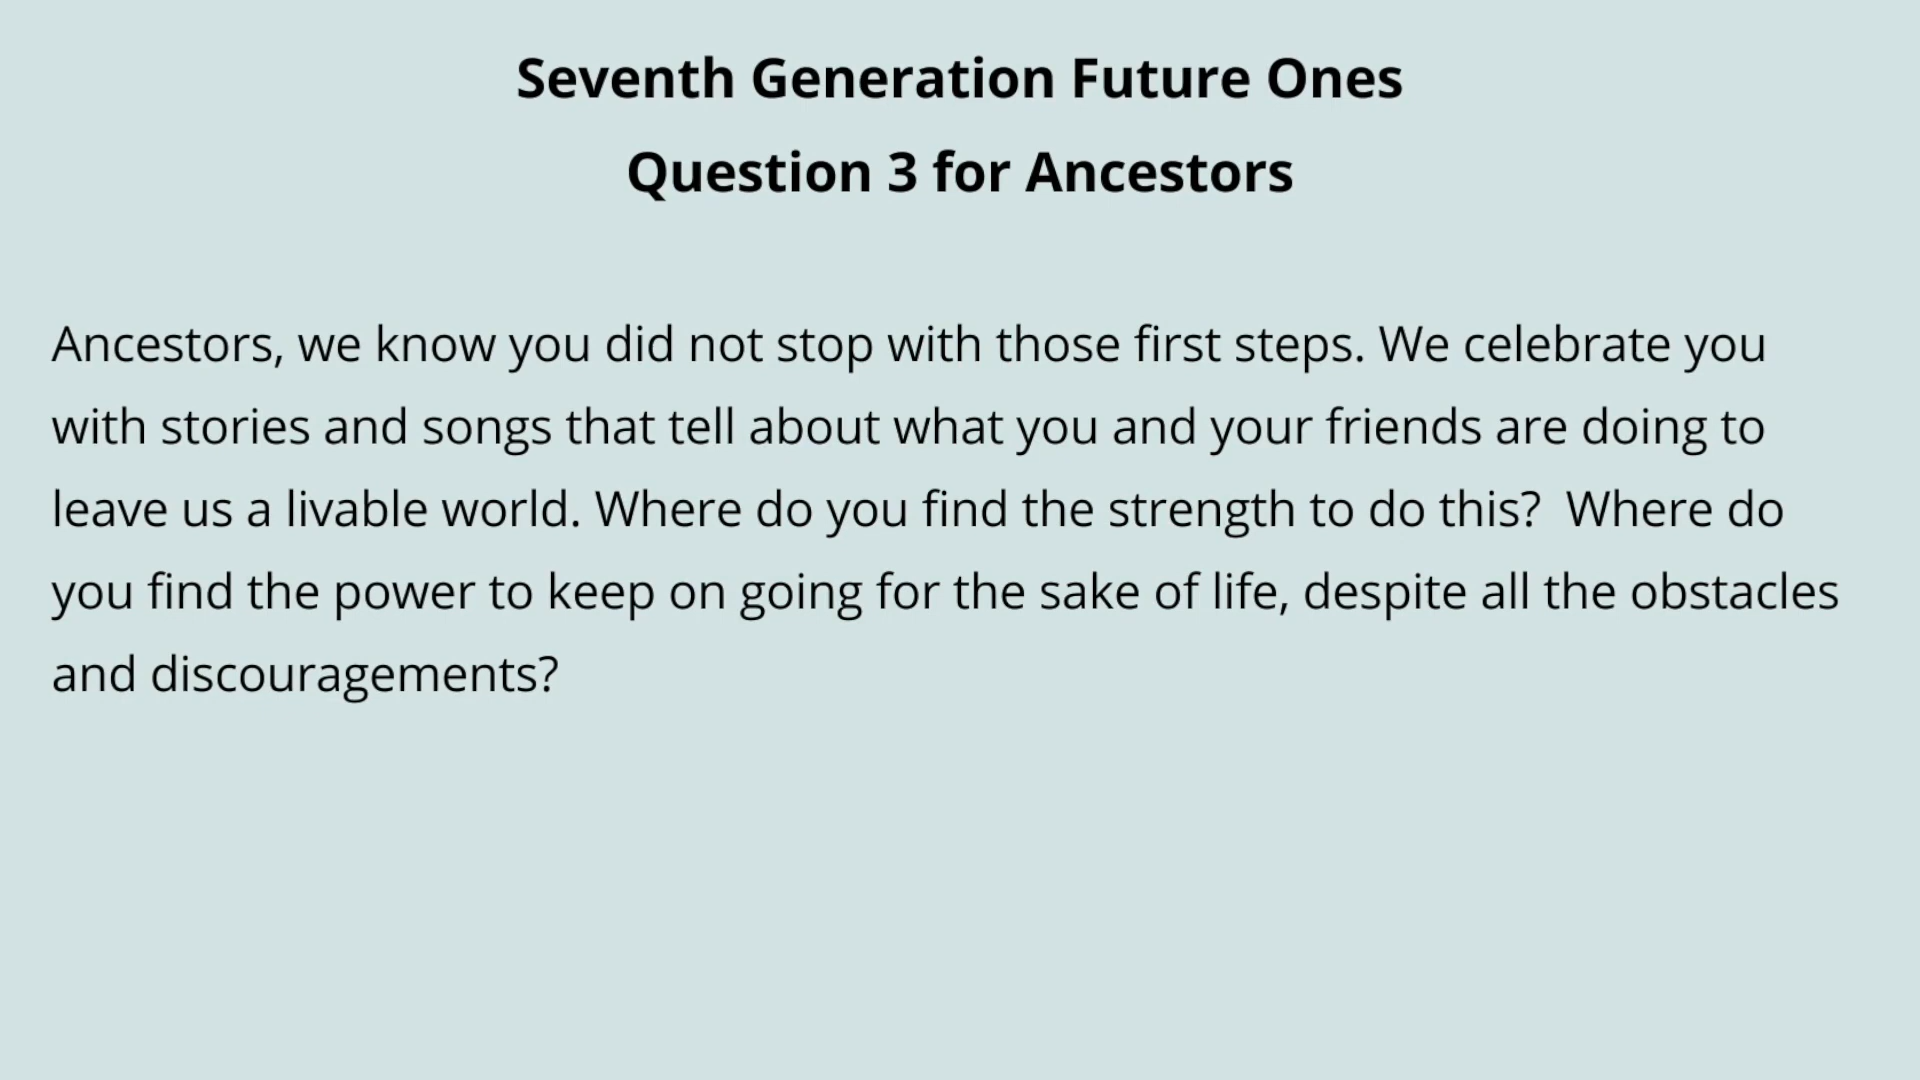 Seventh Generation Future Ones
Question 3 for Ancestors
Ancestors, we know you did not stop with those first steps. We celebrate you
with stories and songs that tell about what you and your friends are doing to
leave us a livable world. Where do you find the strength to do this?  Where do
you find the power to keep on going for the sake of life, despite all the obstacles
and discouragements?